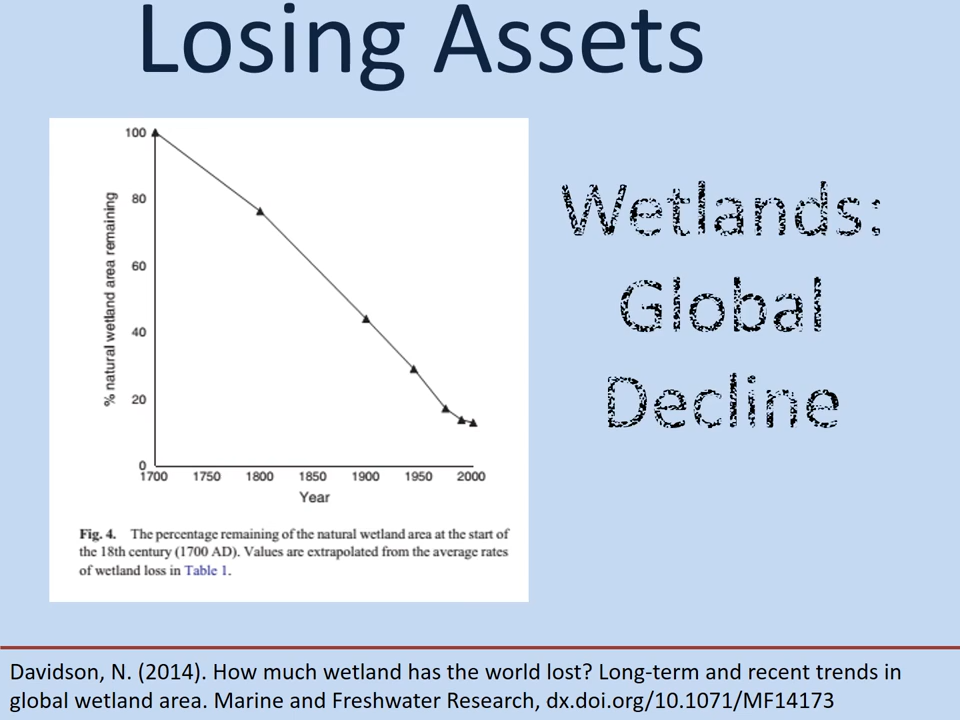 Losing Assets
100
80
60
40
20
0
% natural wetland area remaining
1700 1750 1800 1850 1900 1950 2000
Year
Fig. 4. The percentage remaining of the natural wetland area at the start of
the 18th century (1700 AD). Values are extrapolated from the average rates
of wetland loss in Table 1.
Wetlands:
Global
Decline
Davidson, N. (2014). How much wetland has the world lost? Long-term and recent trends in
global wetland area. Marine and Freshwater Research, dx.doi.org/10.1071/MF14173